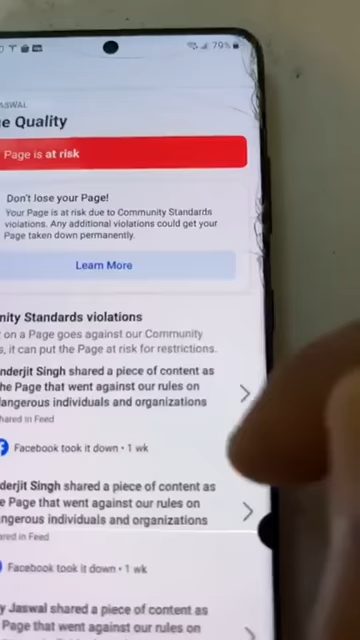 79%
ASWAL
e Quality
Page is at risk
Don't lose your Page!
Your Page is at risk due to Community Standards
violations. Any additional violations could get your
Page taken down permanently.
Learn More
nity Standards violations
on a Page goes against our Community
s, it can put the Page at risk for restrictions.
nderjit Singh shared a piece of content as
he Page that went against our rules on
angerous individuals and organizations
hared in Feed
Facebook took it down • 1 wk
derjit Singh shared a piece of content as
e Page that went against our rules on
ngerous individuals and organizations
ared in Feed
Facebook took it down • 1 wk
y Jaswal shared a piece of content as
Page that went against our rules on